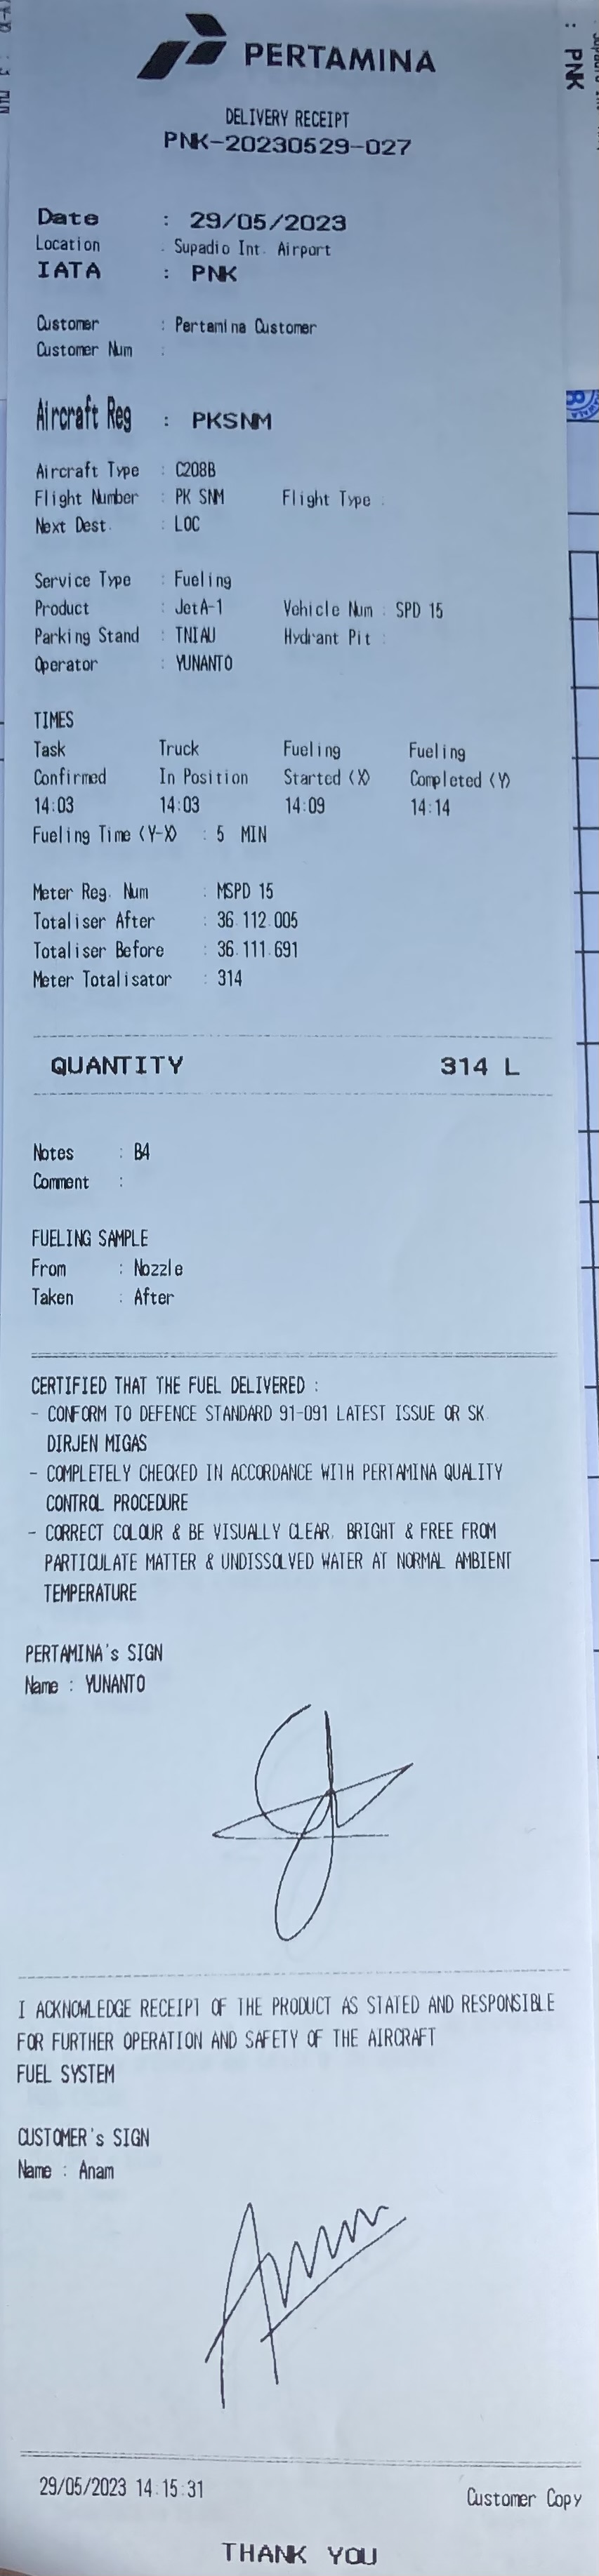 PERTAMINA
DELIVERY RECEIPT
PNK-20230529-027
Date : 29/05/2023
Location : Supadio Int. Airport
IATA : PNK
Customer : Pertamina Customer
Customer Num :
Aircraft Reg : PKSNM
Aircraft Type : C208B
Flight Number : PK SNM Flight Type :
Next Dest. : LOC
Service Type : Fueling
Product : JetA-1 Vehicle Num : SPD 15
Parking Stand : TNIAU Hydrant Pit :
Operator : YUNANTO
TIMES
Task Truck Fueling Fueling
Confirmed In Position Started (X) Completed (Y)
14:03 14:03 14:09 14:14
Fueling Time (Y-X) : 5 MIN
Meter Reg. Num : MSPD 15
Totaliser After : 36.112.005
Totaliser Before : 36.111.691
Meter Totalisator : 314
QUANTITY 314 L
Notes : B4
Comment :
FUELING SAMPLE
From : Nozzle
Taken : After
CERTIFIED THAT THE FUEL DELIVERED :
- CONFORM TO DEFENCE STANDARD 91-091 LATEST ISSUE OR SK
DIRJEN MIGAS
- COMPLETELY CHECKED IN ACCORDANCE WITH PERTAMINA QUALITY
CONTROL PROCEDURE
- CORRECT COLOUR & BE VISUALLY CLEAR, BRIGHT & FREE FROM
PARTICULATE MATTER & UNDISSOLVED WATER AT NORMAL AMBIENT
TEMPERATURE
PERTAMINA's SIGN
Name : YUNANTO
I ACKNOWLEDGE RECEIPT OF THE PRODUCT AS STATED AND RESPONSIBLE
FOR FURTHER OPERATION AND SAFETY OF THE AIRCRAFT
FUEL SYSTEM
CUSTOMER's SIGN
Name : Anam
29/05/2023 14:15:31
Customer Copy
THANK YOU
: PNK